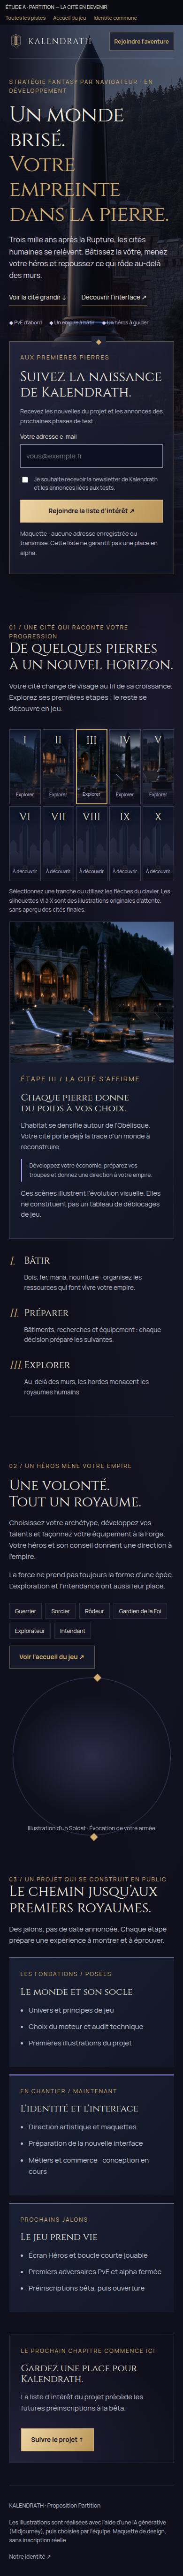 ÉTUDE A · PARTITION — LA CITÉ EN DEVENIR
Toutes les pistes Accueil du jeu Identité commune
KALENDRATH
Rejoindre l'aventure
STRATÉGIE FANTASY PAR NAVIGATEUR · EN
DÉVELOPPEMENT
Un monde
brisé.
Votre
empreinte
dans la pierre.
Trois mille ans après la Rupture, les cités
humaines se relèvent. Bâtissez la vôtre, menez
votre héros et repoussez ce qui rôde au-delà
des murs.
Voir la cité grandir ↓ Découvrir l'interface ↗
◆ PvE d'abord ◆ Un empire à bâtir ◆ Un héros à guider
AUX PREMIÈRES PIERRES
Suivez la naissance
de Kalendrath.
Recevez les nouvelles du projet et les prochaines
phases de test.
Votre adresse e-mail
vous@exemple.fr
Je souhaite recevoir la newsletter de Kalendrath
et les annonces liées aux tests.
Rejoindre la liste d'intérêt ↗
Maquette : aucune adresse enregistrée ou
transmise. Cette liste ne garantit pas une place en
alpha.
01 / UNE CITÉ QUI RACONTE VOTRE
PROGRESSION
De quelques pierres
à un nouvel horizon.
Votre cité change de visage au fil de sa croissance.
Explorez ses premières étapes ; le reste se
découvre en jeu.
I II III IV V
Explorer Explorer Explorer Explorer Explorer
VI VII VIII IX X
À découvrir À découvrir À découvrir À découvrir À découvrir
Sélectionnez une tranche ou utilisez les flèches du clavier. Les
silhouettes VI à X sont des illustrations originales d'attente,
sans aperçu des cités finales.
ÉTAPE III / LA CITÉ S'AFFIRME
Chaque pierre donne
du poids à vos choix.
L'habitat se densifie autour de l'Obélisque.
Votre cité porte déjà la trace d'un monde à
reconstruire.
Développez votre économie, préparez vos
troupes et donnez une direction à votre empire.
Ces scènes illustrent l'évolution visuelle. Elles
ne constituent pas un tableau de déblocages
de jeu.
I. Bâtir
Bois, fer, mana, nourriture : organisez les
ressources qui font vivre votre empire.
II. Préparer
Bâtiments, recherches et équipement : chaque
décision prépare les suivantes.
III. Explorer
Au-delà des murs, les hordes menacent les
royaumes humains.
02 / UN HÉROS MÈNE VOTRE EMPIRE
Une volonté.
Tout un royaume.
Choisissez votre archétype, développez vos
talents et façonnez votre équipement à la Forge.
Votre héros et son conseil donnent une direction à
l'empire.
La force ne prend pas toujours la forme d'une épée.
L'exploration et l'intendance ont aussi leur place.
Guerrier Sorcier Rôdeur Gardien de la Foi
Explorateur Intendant
Voir l'accueil du jeu ↗
Illustration d'un Soldat · Évocation de votre armée
03 / UN PROJET QUI SE CONSTRUIT EN PUBLIC
Le chemin jusqu'aux
premiers royaumes.
Des jalons, pas de date annoncée. Chaque étape
prépare une expérience à montrer et à éprouver.
LES FONDATIONS / POSÉES
Le monde et son socle
• Univers et principes de jeu
• Choix du moteur et audit technique
• Premières illustrations du projet
EN CHANTIER / MAINTENANT
L'identité et l'interface
• Direction artistique et maquettes
• Préparation de la nouvelle interface
• Métiers et commerce : conception en
cours
PROCHAINS JALONS
Le jeu prend vie
• Écran Héros et boucle courte jouable
• Premiers adversaires PvE et alpha fermée
• Préinscriptions bêta, puis ouverture
LE PROCHAIN CHAPITRE COMMENCE ICI
Gardez une place pour
Kalendrath.
La liste d'intérêt du projet précède les
futures préinscriptions à la bêta.
Suivre le projet ↑
KALENDRATH · Proposition Partition
Les illustrations sont réalisées avec l'aide d'une IA générative
(Midjourney), puis choisies par l'équipe. Maquette de design,
sans inscription réelle.
Notre identité ↗